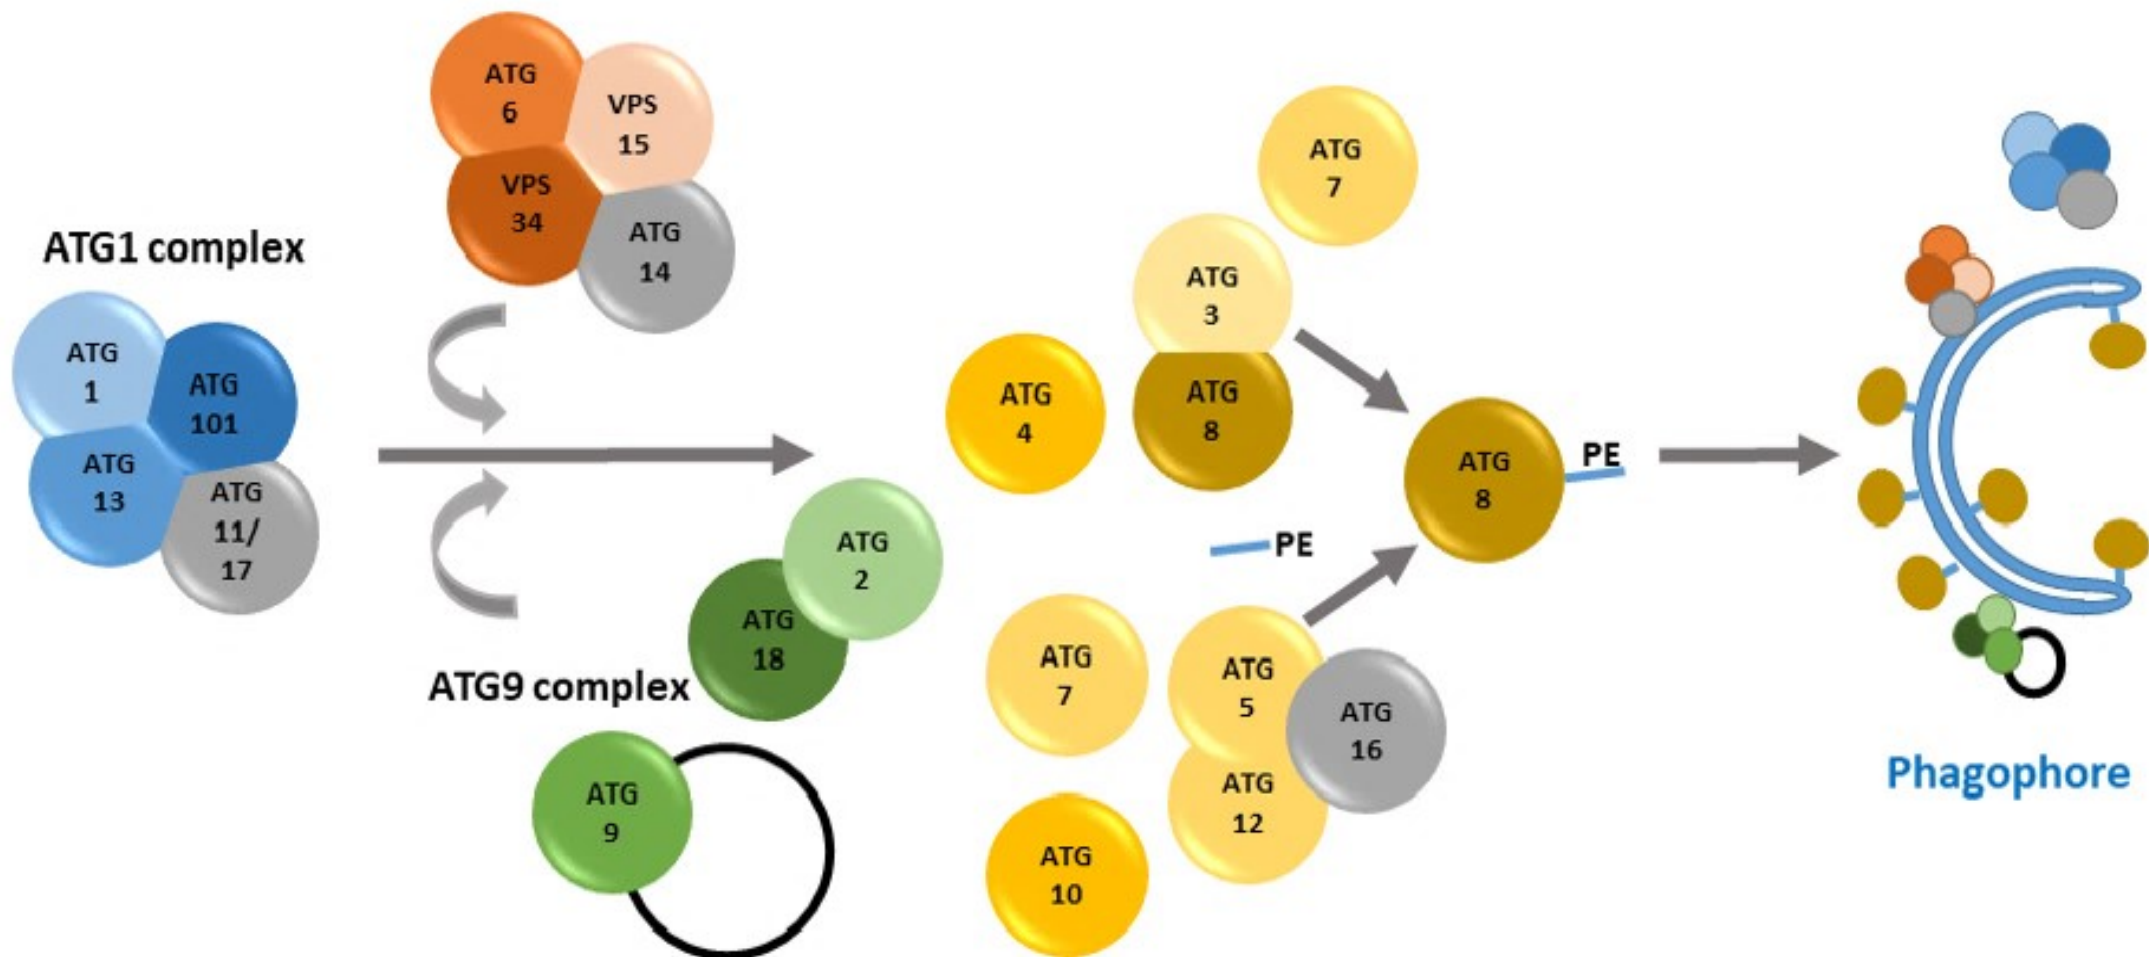 ATG1 complex
ATG
1
ATG
101
ATG
13
ATG
11/
17
ATG
6
VPS
15
VPS
34
ATG
14
ATG9 complex
ATG
2
ATG
18
ATG
9
ATG
7
ATG
3
ATG
4
ATG
8
PE
ATG
7
ATG
5
ATG
16
ATG
12
ATG
10
ATG
8
PE
Phagophore